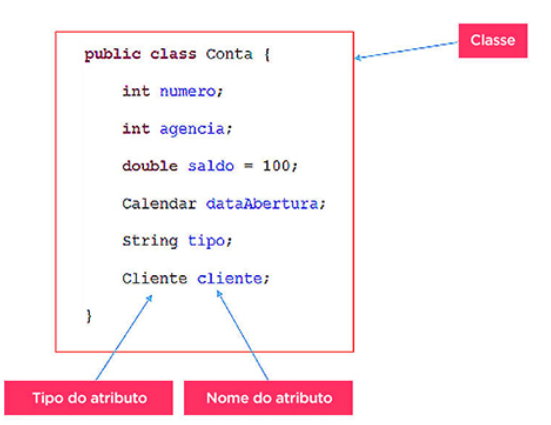 Classe
public class Conta {
int numero;
int agencia;
double saldo = 100;
Calendar dataAbertura;
String tipo;
Cliente cliente;
}
Tipo do atributo
Nome do atributo